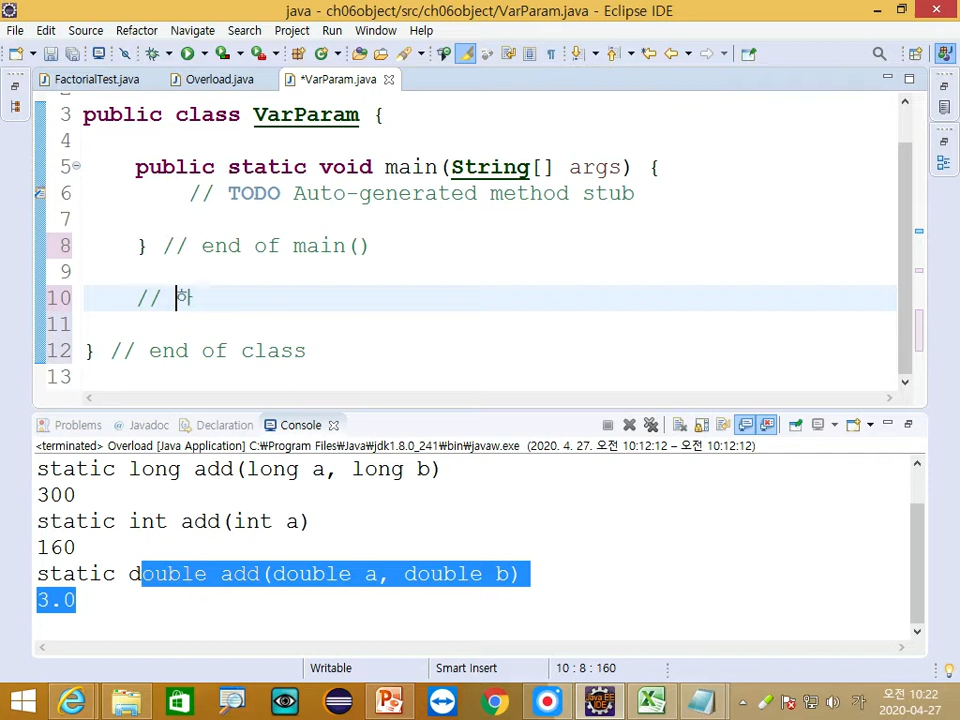 java - ch06object/src/ch06object/VarParam.java - Eclipse IDE
File Edit Source Refactor Navigate Search Project Run Window Help
FactorialTest.java Overload.java *VarParam.java
3 public class VarParam {
4
5 public static void main(String[] args) {
6 // TODO Auto-generated method stub
7
8 } // end of main()
9
10 // 하
11
12 } // end of class
13
Problems @ Javadoc Declaration Console
<terminated> Overload [Java Application] C:₩Program Files₩Java₩jdk1.8.0_241₩bin₩javaw.exe (2020. 4. 27. 오전 10:12:12 – 오전 10:12:12)
static long add(long a, long b)
300
static int add(int a)
160
static double add(double a, double b)
3.0
Writable Smart Insert 10 : 8 : 160
가 오전 10:22
2020-04-27